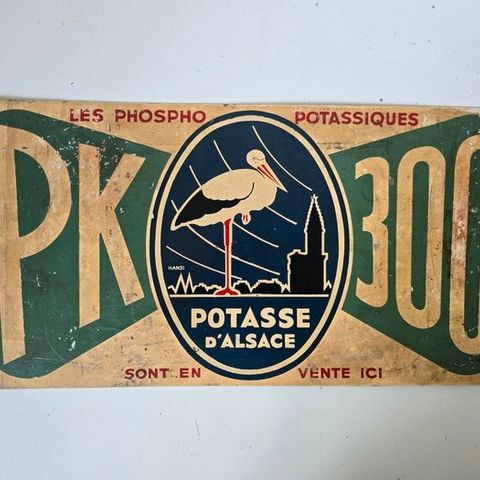 LES PHOSPHO POTASSIQUES
PK 300
HANSI
POTASSE
D'ALSACE
SONT EN VENTE ICI